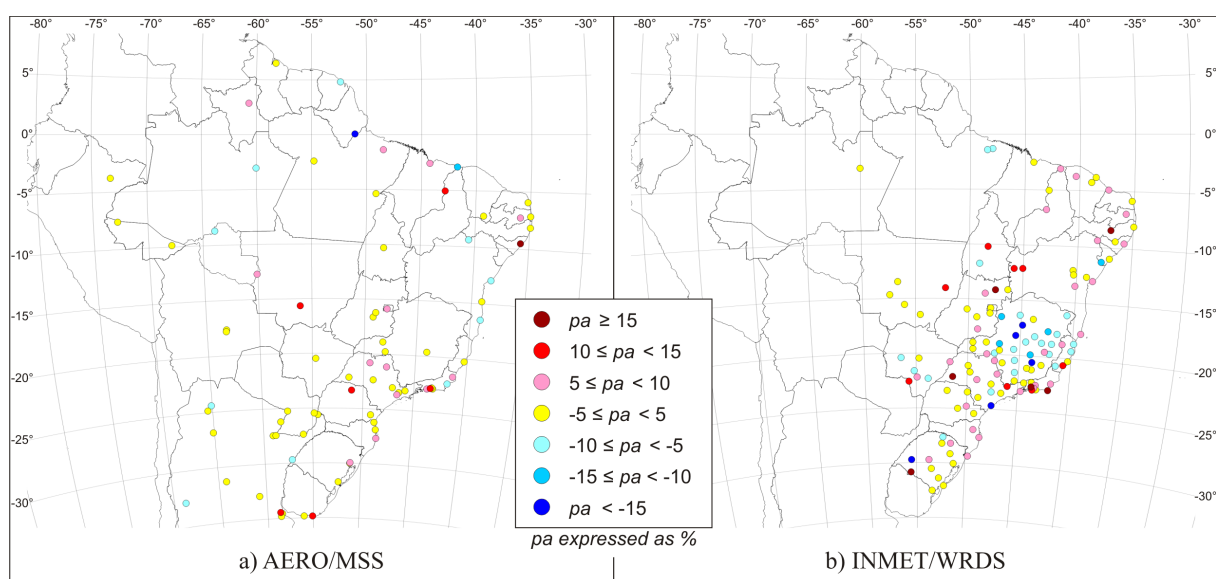 -80° -75° -70° -65° -60° -55° -50° -45° -40° -35° -80° -75° -70° -65° -60° -55° -50° -45° -40° -35°
5° 5°
0° 0°
-5° -5°
-10° -10°
-15° -15°
-20° -20°
-25° -25°
-30° -30°
pa ≥ 15
10 ≤ pa < 15
5 ≤ pa < 10
-5 ≤ pa < 5
-10 ≤ pa < -5
-15 ≤ pa < -10
pa < -15
pa expressed as %
a) AERO/MSS b) INMET/WRDS